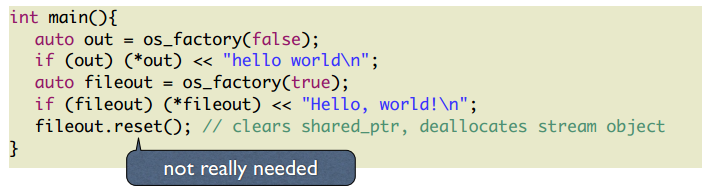 int main(){
auto out = os_factory(false);
if (out) (*out) << "hello world\n";
auto fileout = os_factory(true);
if (fileout) (*fileout) << "Hello, world!\n";
fileout.reset(); // clears shared_ptr, deallocates stream object
}
not really needed